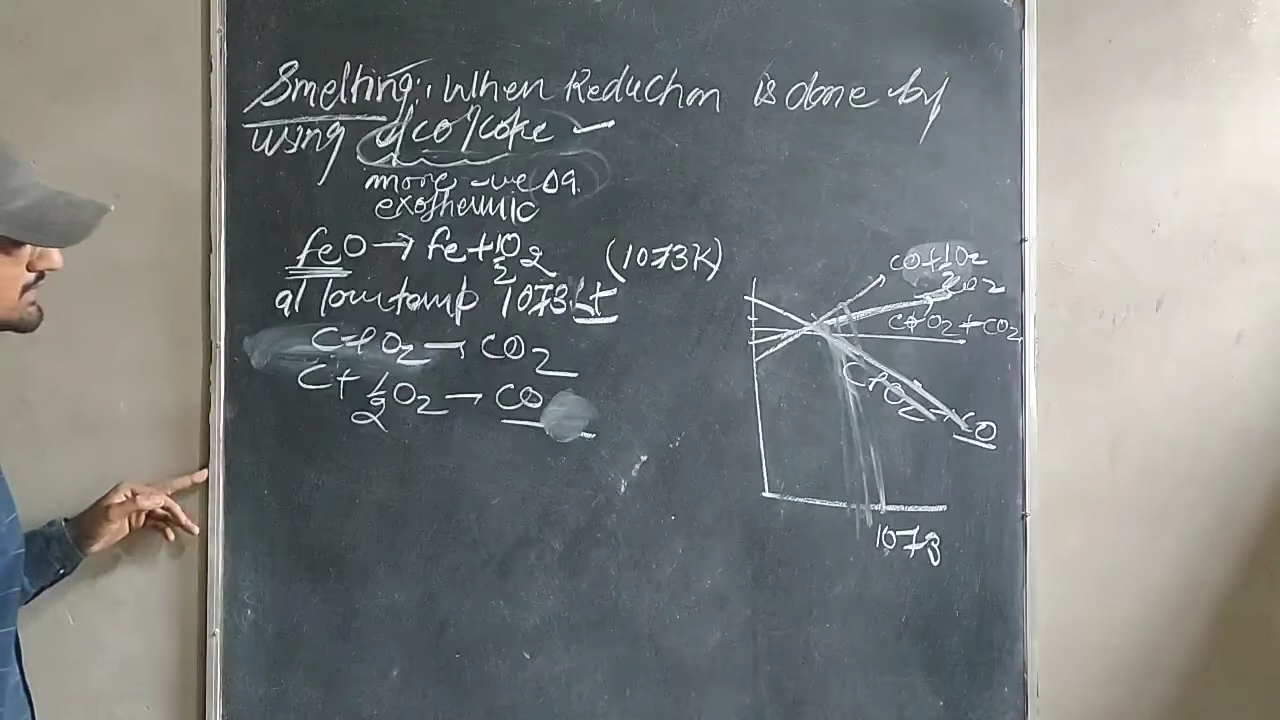 Smelting:. When Reduction is done by
using CO/Coke
more -ve ΔG
exothermic
FeO → Fe + 1/2 O2 (1073K)
at low temp 1073
C + O2 → CO2
C + 1/2 O2 → CO
CO + 1/2 O2
CO2
C + O2 → CO2
C + O2 → CO
1073